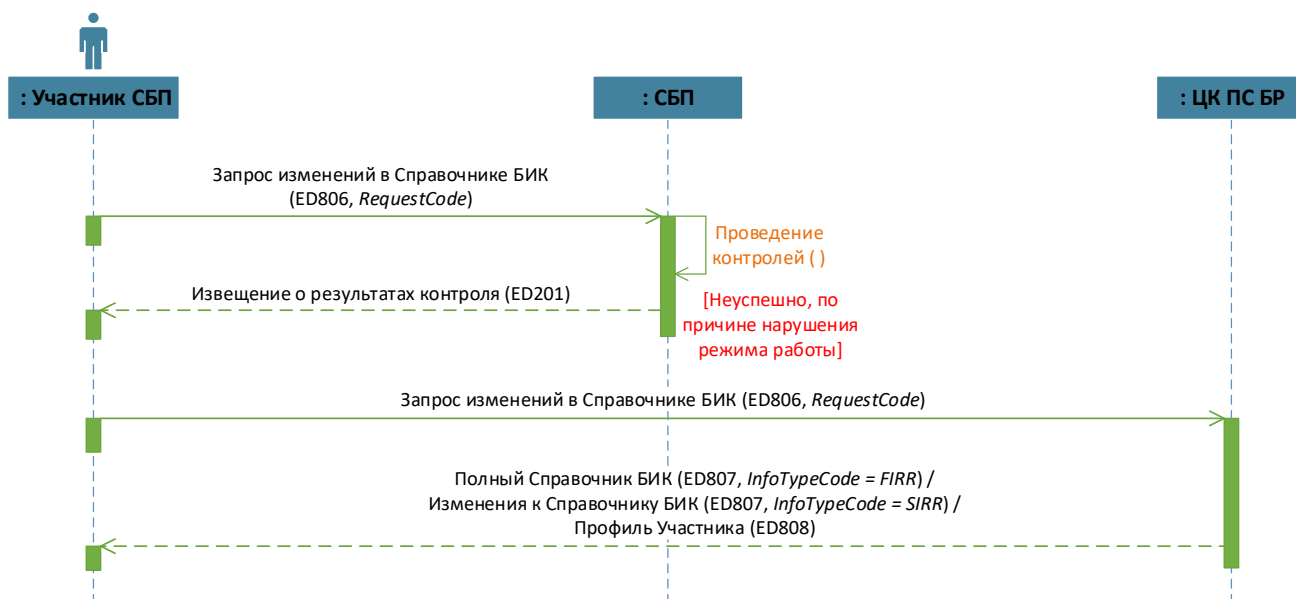 : Участник СБП
: СБП
: ЦК ПС БР
Запрос изменений в Справочнике БИК
(ED806, RequestCode)
Проведение
контролей ( )
Извещение о результатах контроля (ED201)
[Неуспешно, по
причине нарушения
режима работы]
Запрос изменений в Справочнике БИК (ED806, RequestCode)
Полный Справочник БИК (ED807, InfoTypeCode = FIRR) /
Изменения к Справочнику БИК (ED807, InfoTypeCode = SIRR) /
Профиль Участника (ED808)